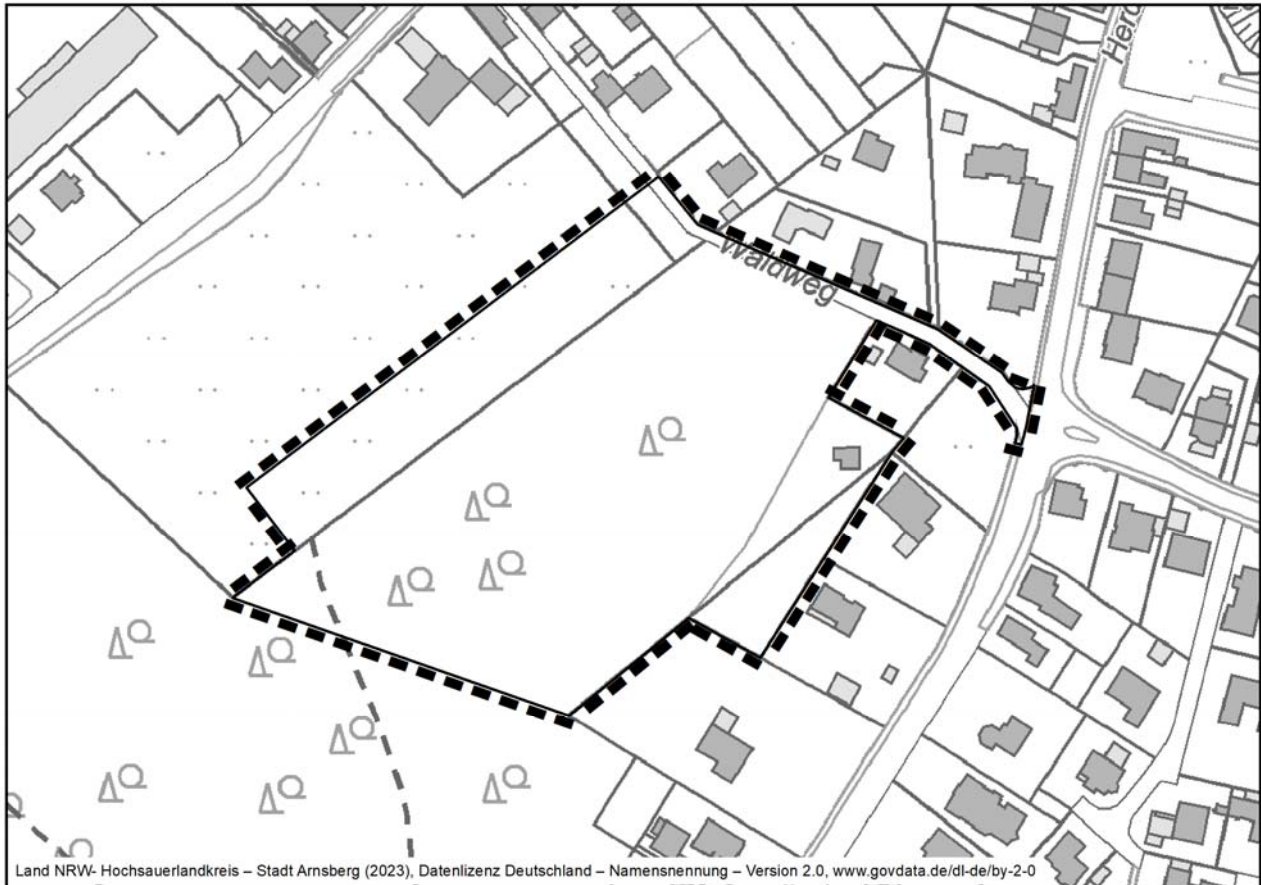 Waldweg
Land NRW- Hochsauerlandkreis – Stadt Arnsberg (2023), Datenlizenz Deutschland – Namensnennung – Version 2.0, www.govdata.de/dl-de/by-2-0